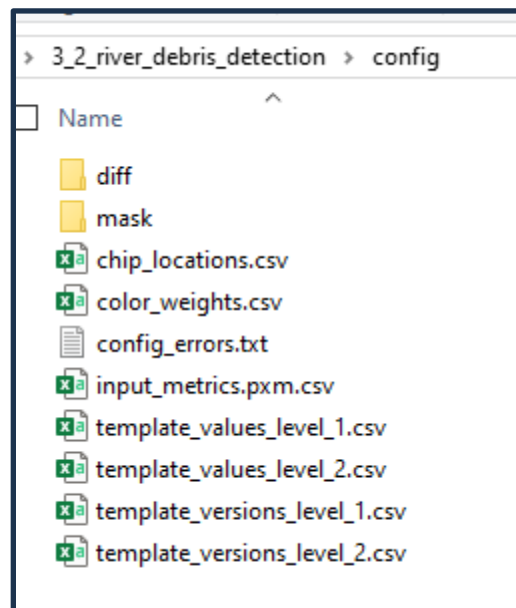 > 3_2_river_debris_detection > config
Name
diff
mask
chip_locations.csv
color_weights.csv
config_errors.txt
input_metrics.pxm.csv
template_values_level_1.csv
template_values_level_2.csv
template_versions_level_1.csv
template_versions_level_2.csv